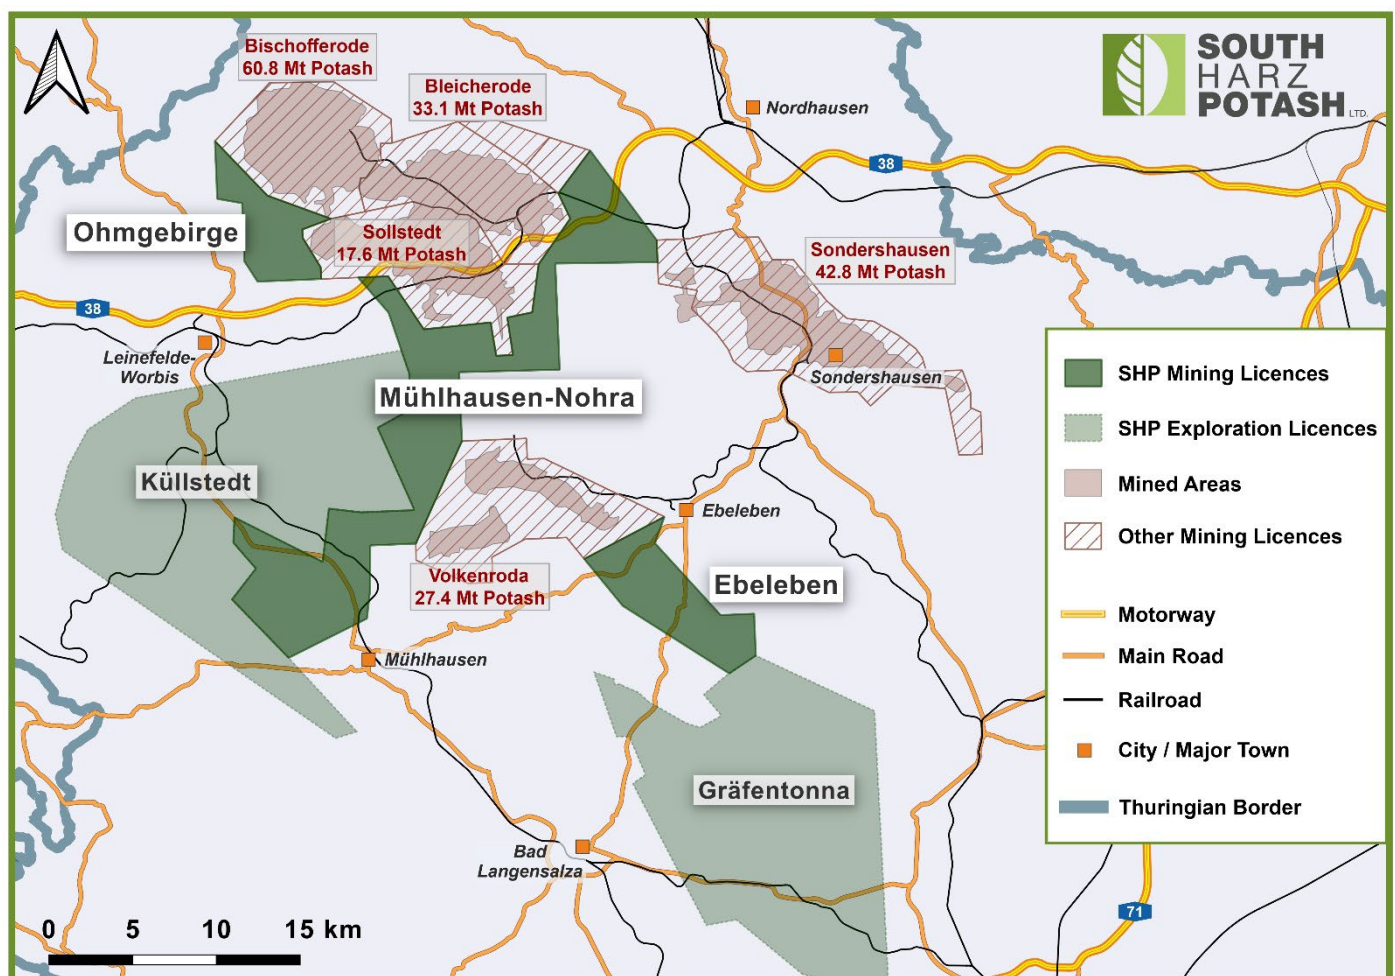 Bischofferode
60.8 Mt Potash
Bleicherode
33.1 Mt Potash
Nordhausen
SOUTH
HARZ
POTASH LTD.
38
Ohmgebirge
Sollstedt
17.6 Mt Potash
Sondershausen
42.8 Mt Potash
38
Leinefelde-
Worbis
Sondershausen
Mühlhausen-Nohra
Küllstedt
Ebeleben
Volkenroda
27.4 Mt Potash
Ebeleben
Mühlhausen
Gräfentonna
Bad
Langensalza
71
SHP Mining Licences
SHP Exploration Licences
Mined Areas
Other Mining Licences
Motorway
Main Road
Railroad
City / Major Town
Thuringian Border
0 5 10 15 km